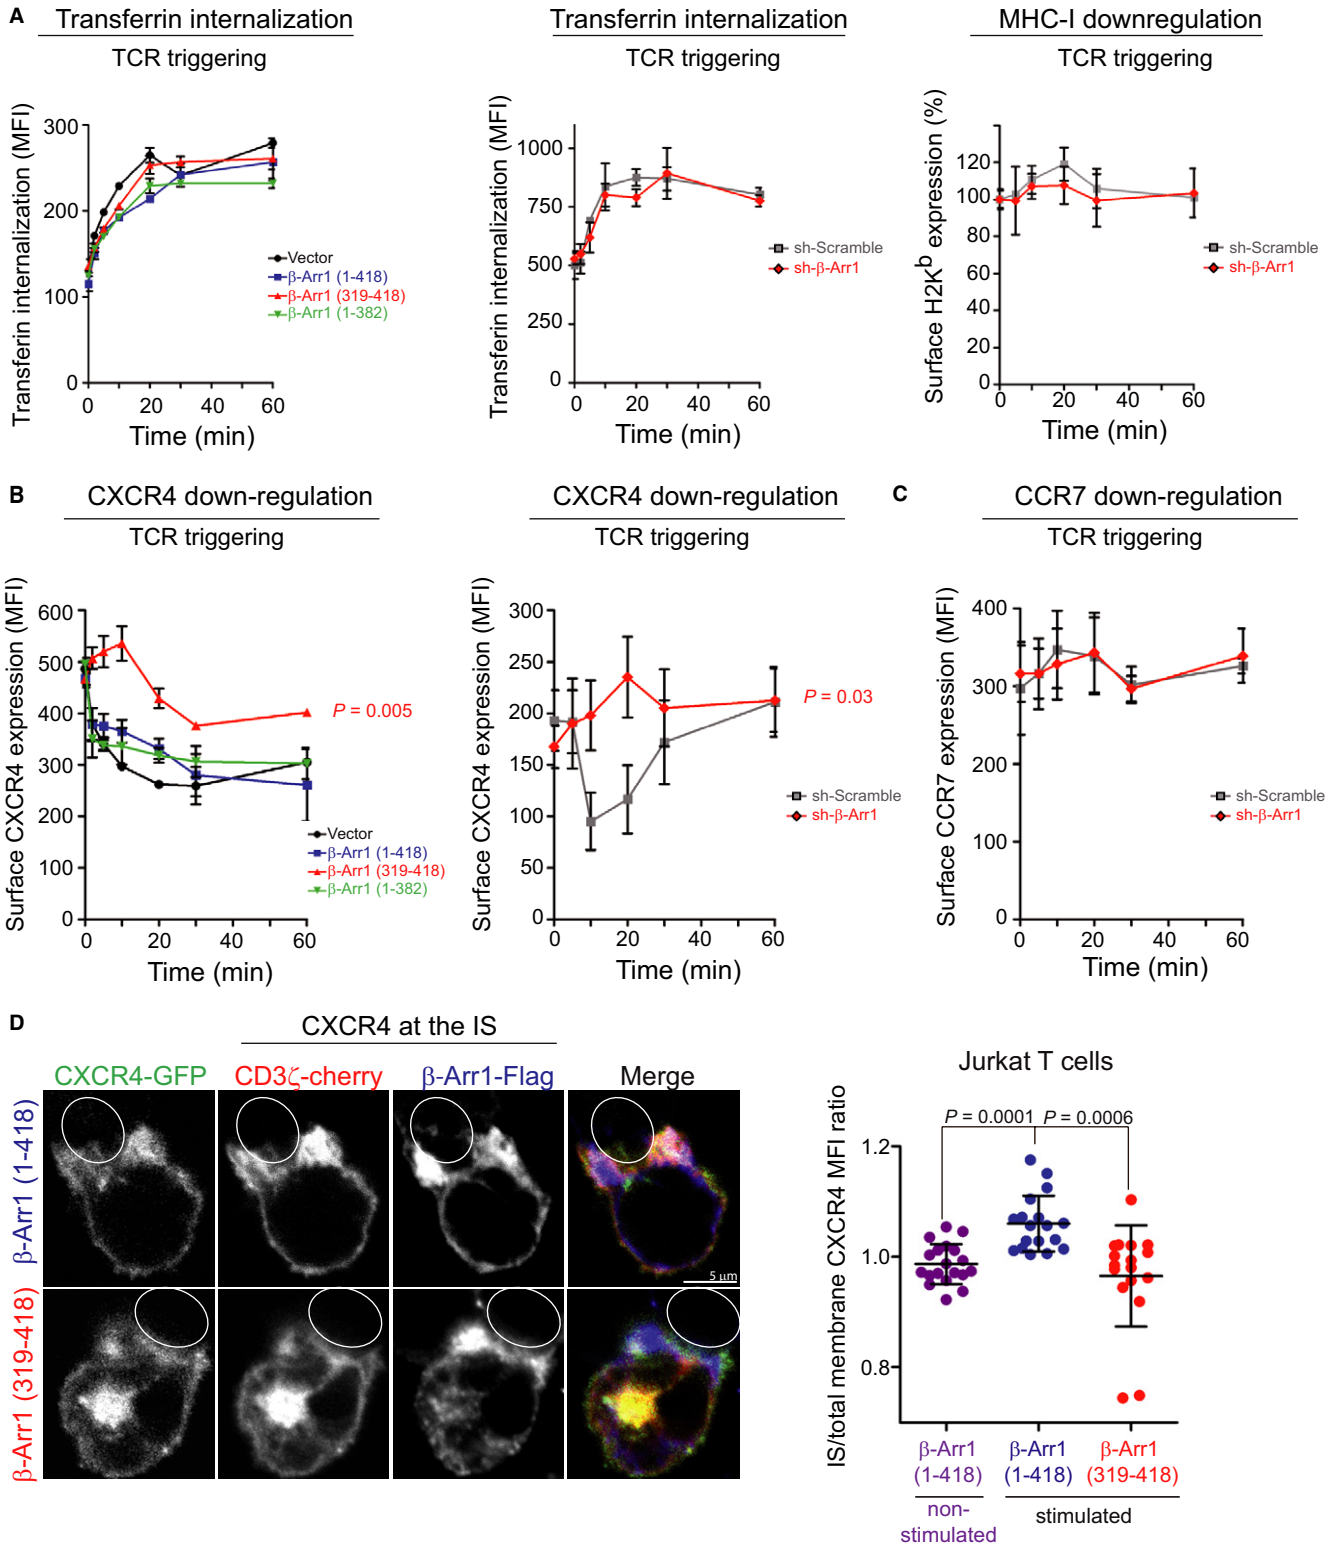 A
Transferrin internalization
TCR triggering
Transferin internalization (MFI)
300
200
100
0
0 20 40 60
Time (min)
Vector
β-Arr1 (1-418)
β-Arr1 (319-418)
β-Arr1 (1-382)
Transferrin internalization
TCR triggering
Transferin internalization (MFI)
1000
750
500
250
0
0 20 40 60
Time (min)
sh-Scramble
sh-β-Arr1
MHC-I downregulation
TCR triggering
Surface H2Kb expression (%)
120
100
80
60
40
20
0
0 20 40 60
Time (min)
sh-Scramble
sh-β-Arr1
B
CXCR4 down-regulation
TCR triggering
Surface CXCR4 expression (MFI)
600
500
400
300
200
100
0
0 20 40 60
Time (min)
P = 0.005
Vector
β-Arr1 (1-418)
β-Arr1 (319-418)
β-Arr1 (1-382)
CXCR4 down-regulation
TCR triggering
Surface CXCR4 expression (MFI)
300
250
200
150
100
50
0
0 20 40 60
Time (min)
P = 0.03
sh-Scramble
sh-β-Arr1
C
CCR7 down-regulation
TCR triggering
Surface CCR7 expression (MFI)
400
300
200
100
0
0 20 40 60
Time (min)
sh-Scramble
sh-β-Arr1
D
CXCR4 at the IS
CXCR4-GFP CD3ζ-cherry β-Arr1-Flag Merge
β-Arr1 (1-418)
β-Arr1 (319-418)
5 µm
Jurkat T cells
IS/total membrane CXCR4 MFI ratio
P = 0.0001 P = 0.0006
1.2
1.0
0.8
β-Arr1 β-Arr1 β-Arr1
(1-418) (1-418) (319-418)
non-
stimulated
stimulated